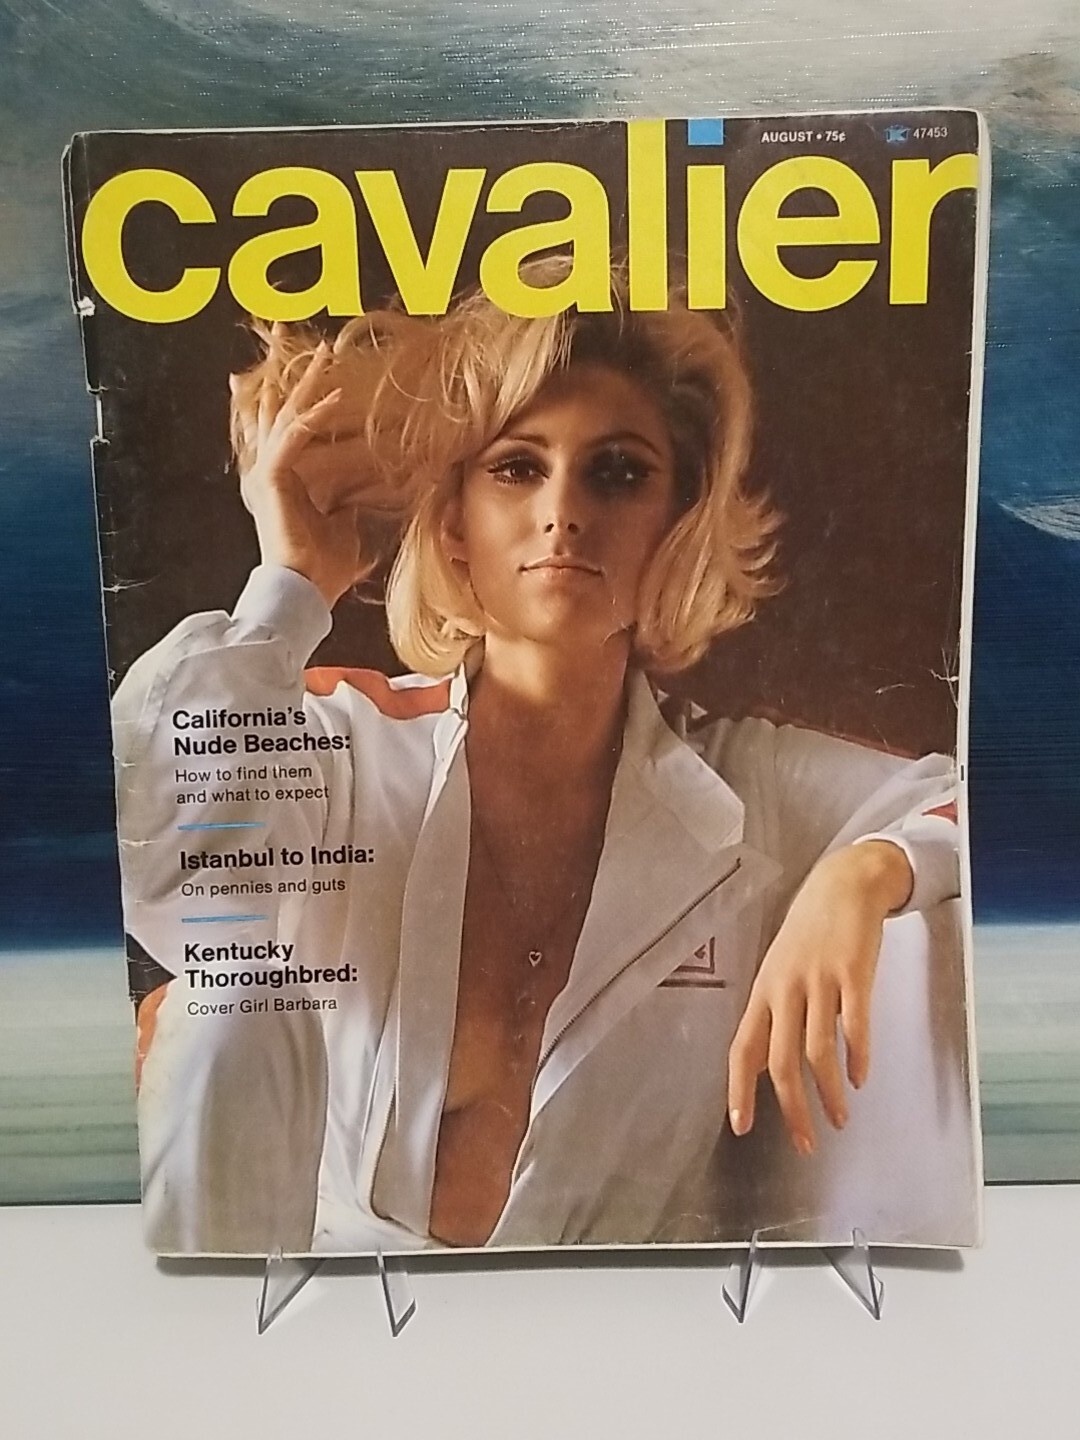 AUGUST • 75¢
47453
cavalier
California's
Nude Beaches:
How to find them
and what to expect
Istanbul to India:
On pennies and guts
Kentucky
Thoroughbred:
Cover Girl Barbara